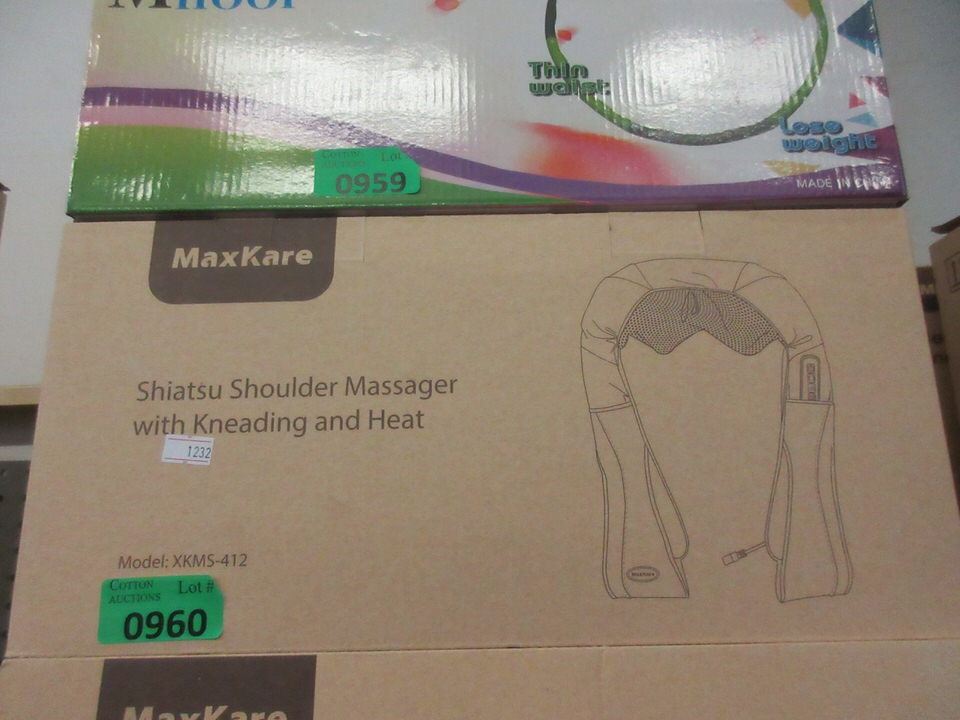 Thin
waist
Lose
weight
COTTON Lot
AUCTIONS
0959
MADE IN
MaxKare
Shiatsu Shoulder Massager
with Kneading and Heat
1232
Model: XKMS-412
COTTON Lot #
AUCTIONS
0960
MaxKare
MaxKare